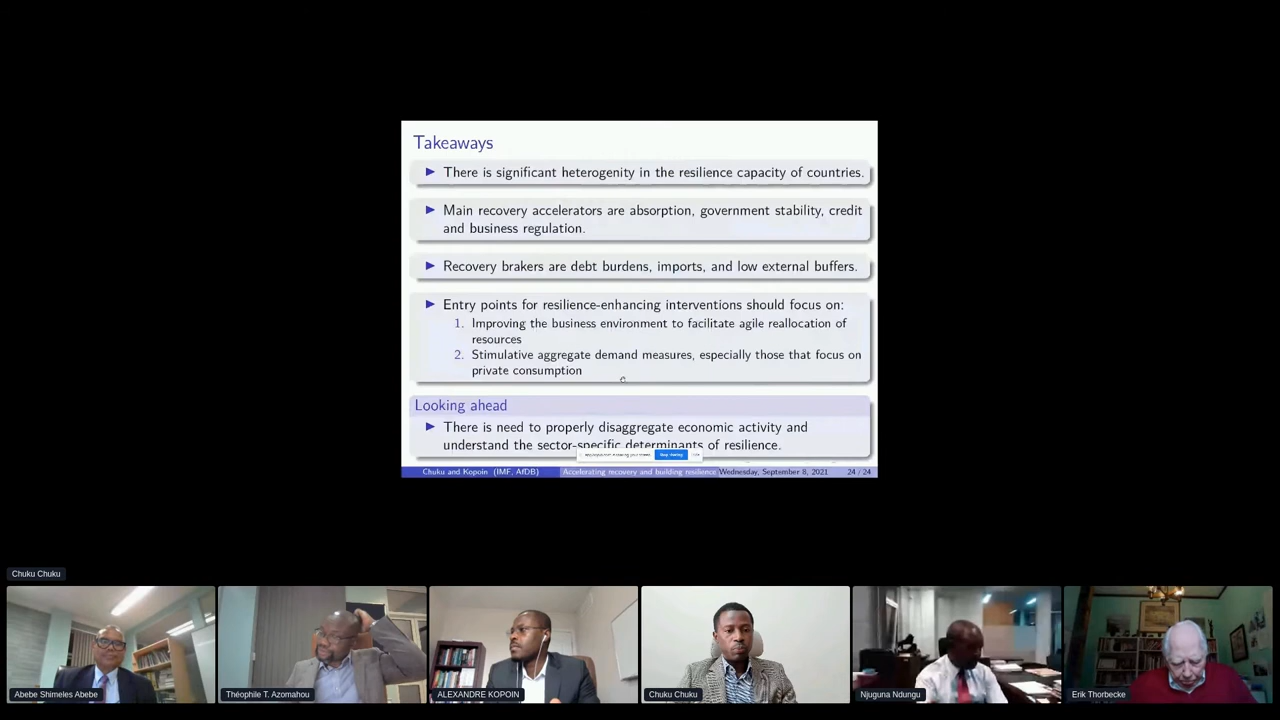 Takeaways
▶ There is significant heterogenity in the resilience capacity of countries.
▶ Main recovery accelerators are absorption, government stability, credit
and business regulation.
▶ Recovery brakers are debt burdens, imports, and low external buffers.
▶ Entry points for resilience-enhancing interventions should focus on:
1. Improving the business environment to facilitate agile reallocation of
resources
2. Stimulative aggregate demand measures, especially those that focus on
private consumption
Looking ahead
▶ There is need to properly disaggregate economic activity and
understand the sector-specific determinants of resilience.
Stop sharing
Chuku and Kopoin (IMF, AfDB) Accelerating recovery and building resilience Wednesday, September 8, 2021 24 / 24
Chuku Chuku
Abebe Shimeles Abebe
Théophile T. Azomahou
ALEXANDRE KOPOIN
Chuku Chuku
Njuguna Ndungu
Erik Thorbecke